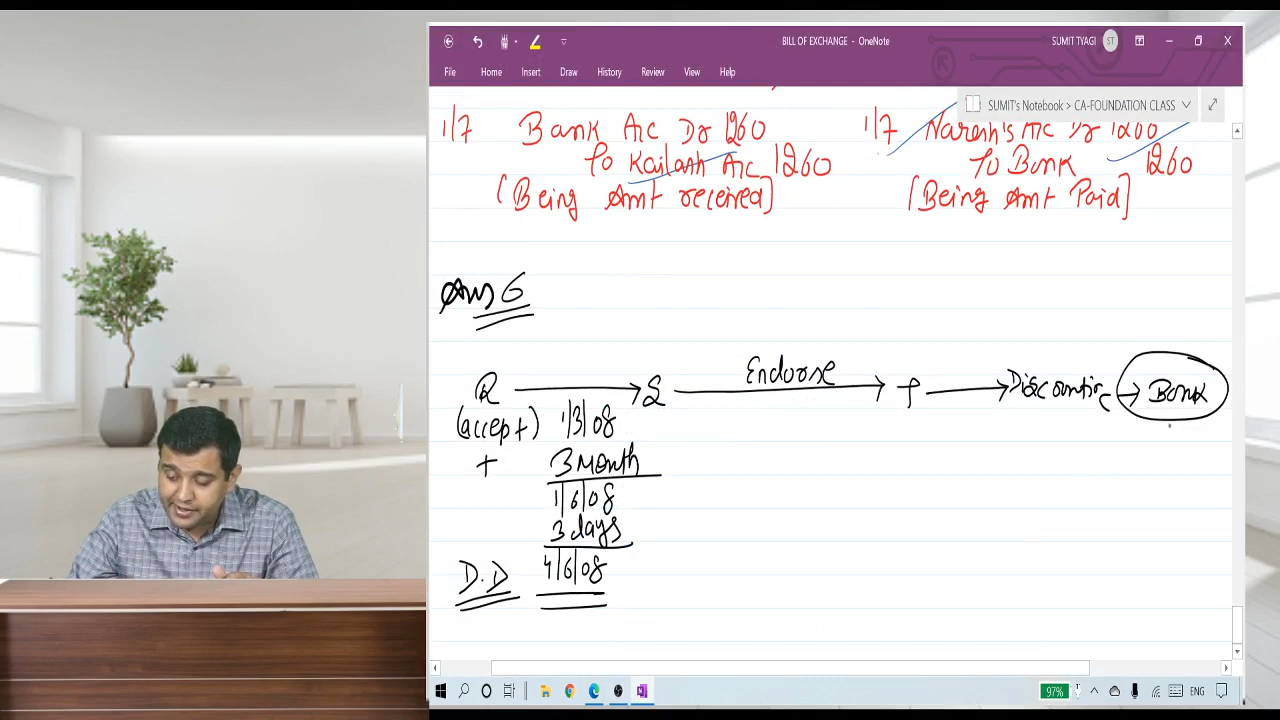 BILL OF EXCHANGE - OneNote
SUMIT TYAGI ST
File Home Insert Draw History Review View Help
SUMIT's Notebook > CA-FOUNDATION CLASS
1/7 Bank A/c Dr 1260
To Kailash A/c 1260
[Being Amt received]
1/7 Naresh's A/c Dr 1260
To Bank 1260
[Being Amt Paid]
Ans 6
R → S Endorse → P → Discounting → Bank
(accept) 1/3/08
+ 3 Month
1/6/08
3 days
D.D 4/6/08
97% ENG